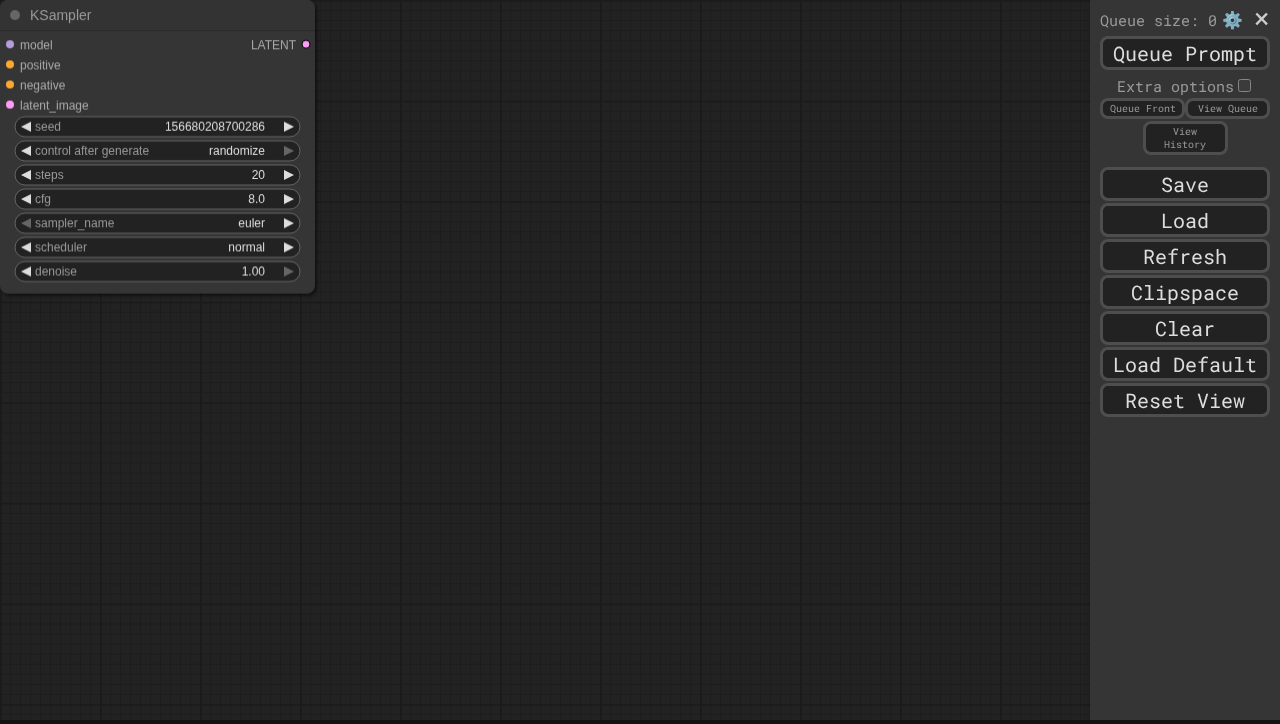 KSampler
model
LATENT
positive
negative
latent_image
seed 156680208700286
control after generate randomize
steps 20
cfg 8.0
sampler_name euler
scheduler normal
denoise 1.00
Queue size: 0
Queue Prompt
Extra options
Queue Front
View Queue
View
History
Save
Load
Refresh
Clipspace
Clear
Load Default
Reset View